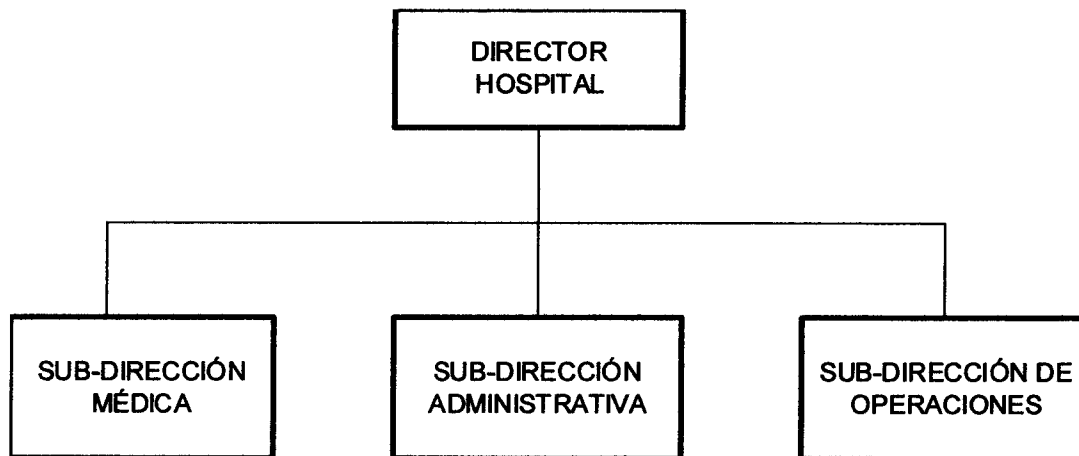 DIRECTOR
HOSPITAL
SUB-DIRECCIÓN
MÉDICA
SUB-DIRECCIÓN
ADMINISTRATIVA
SUB-DIRECCIÓN DE
OPERACIONES